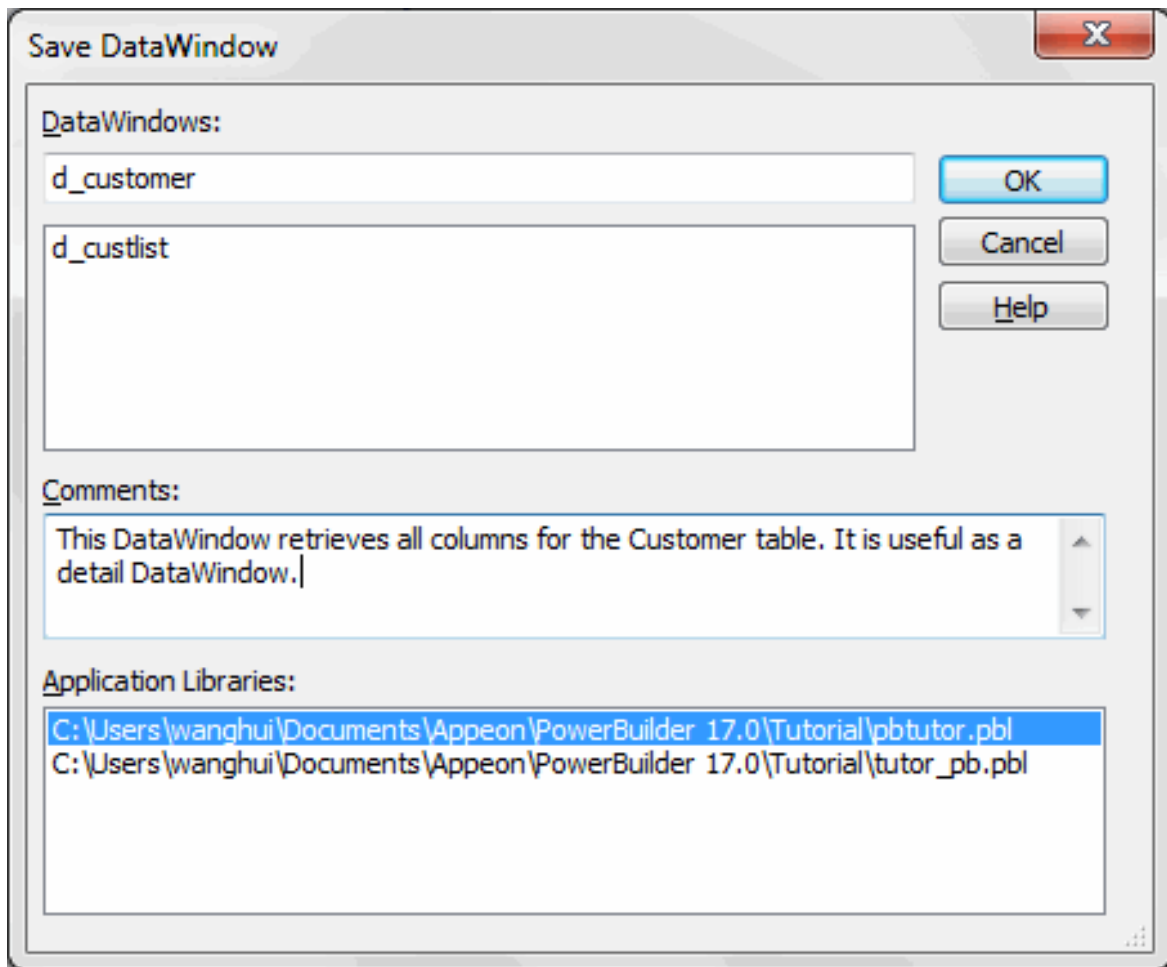 Save DataWindow
DataWindows:
d_customer
OK
d_custlist
Cancel
Help
Comments:
This DataWindow retrieves all columns for the Customer table. It is useful as a
detail DataWindow.
Application Libraries:
C:\Users\wanghui\Documents\Appeon\PowerBuilder 17.0\Tutorial\pbtutor.pbl
C:\Users\wanghui\Documents\Appeon\PowerBuilder 17.0\Tutorial\tutor_pb.pbl